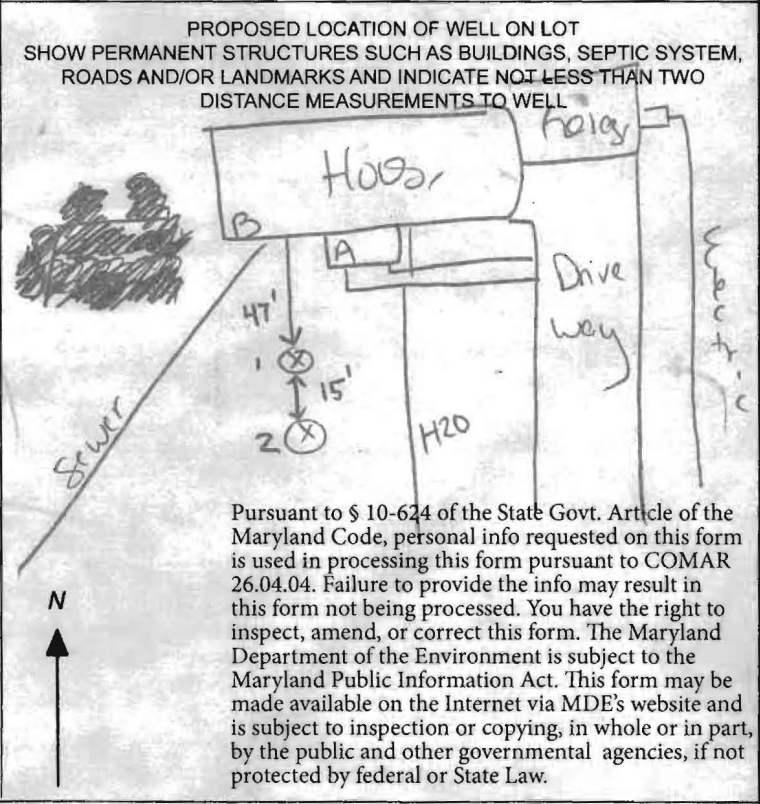 PROPOSED LOCATION OF WELL ON LOT
SHOW PERMANENT STRUCTURES SUCH AS BUILDINGS, SEPTIC SYSTEM,
ROADS AND/OR LANDMARKS AND INDICATE NOT LESS THAN TWO
DISTANCE MEASUREMENTS TO WELL
B
A
Drive
way
Electric
47'
1
15'
2
H20
Sewer
N
Pursuant to § 10-624 of the State Govt. Article of the
Maryland Code, personal info requested on this form
is used in processing this form pursuant to COMAR
26.04.04. Failure to provide the info may result in
this form not being processed. You have the right to
inspect, amend, or correct this form. The Maryland
Department of the Environment is subject to the
Maryland Public Information Act. This form may be
made available on the Internet via MDE's website and
is subject to inspection or copying, in whole or in part,
by the public and other governmental agencies, if not
protected by federal or State Law.